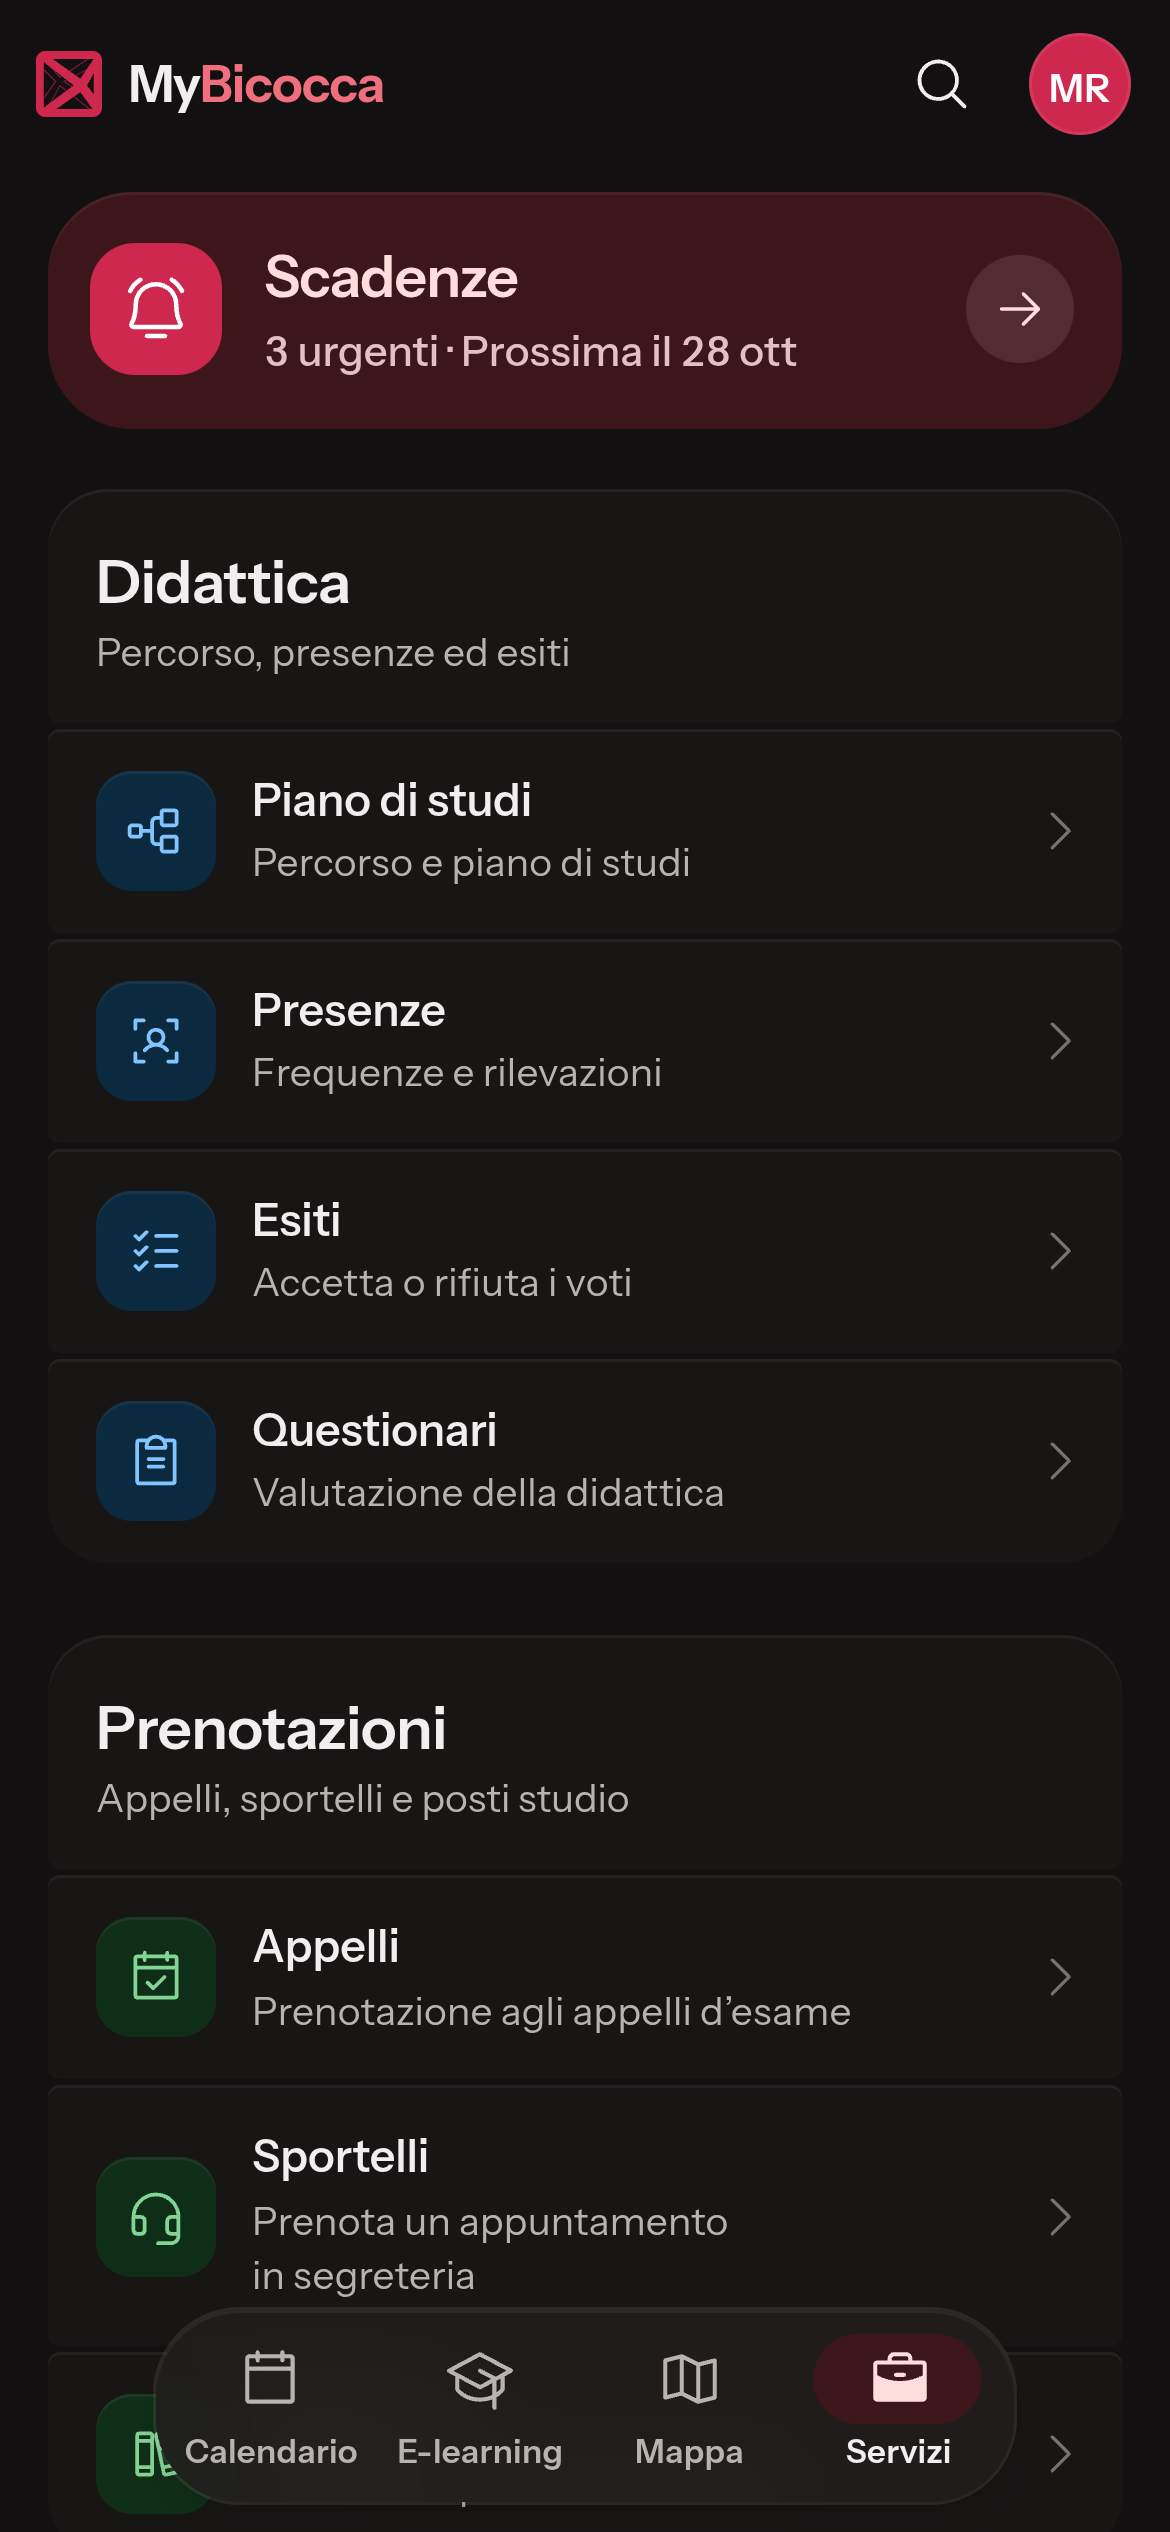 MyBicocca
MR
Scadenze
3 urgenti · Prossima il 28 ott
Didattica
Percorso, presenze ed esiti
Piano di studi
Percorso e piano di studi
Presenze
Frequenze e rilevazioni
Esiti
Accetta o rifiuta i voti
Questionari
Valutazione della didattica
Prenotazioni
Appelli, sportelli e posti studio
Appelli
Prenotazione agli appelli d’esame
Sportelli
Prenota un appuntamento
in segreteria
Calendario
E-learning
Mappa
Servizi